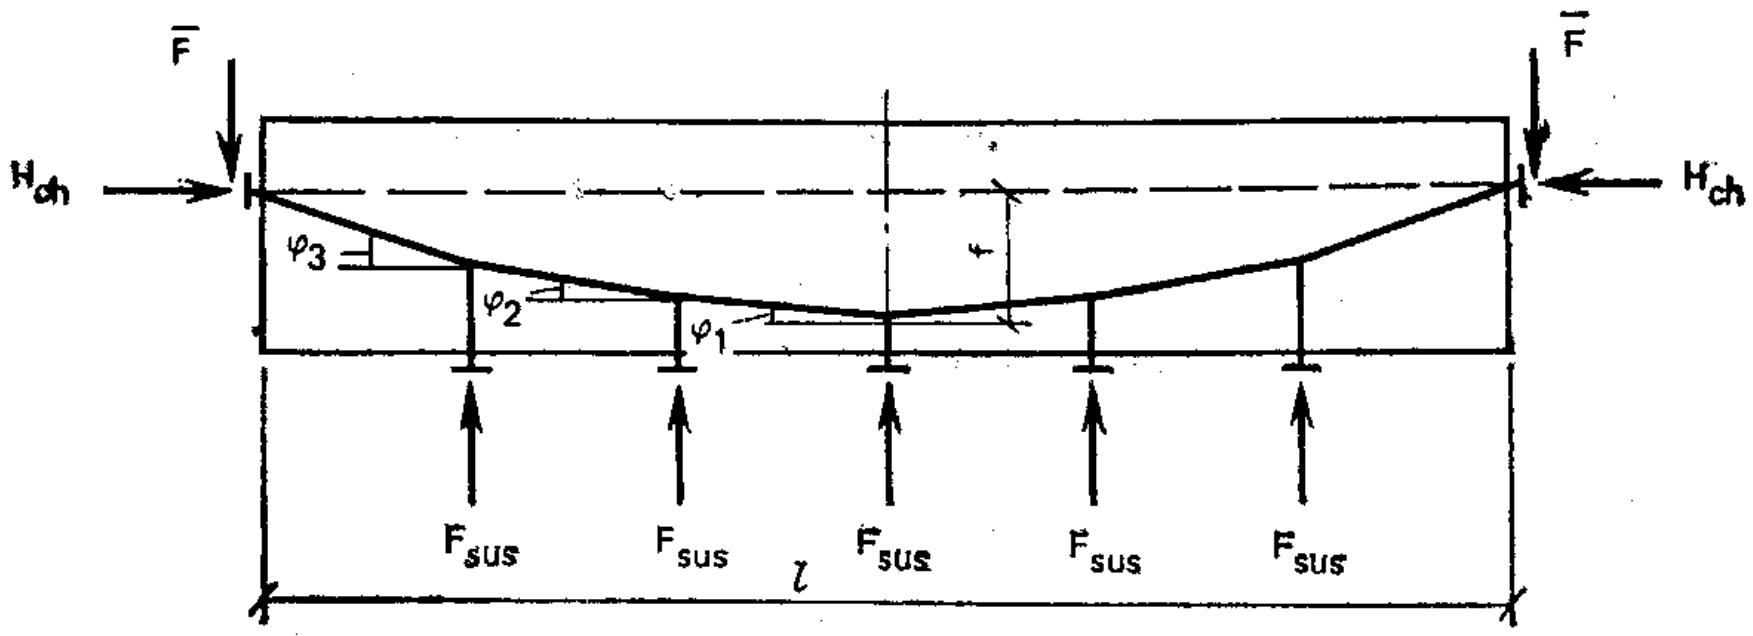 F̅ F̅
H_ch H_ch
f
φ₃
φ₂
φ₁
F_sus F_sus F_sus F_sus F_sus
l